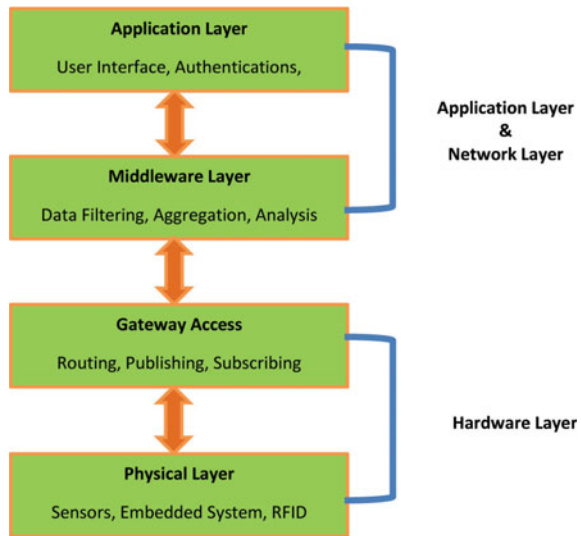 Application Layer
User Interface, Authentications,
Application Layer
&
Network Layer
Middleware Layer
Data Filtering, Aggregation, Analysis
Gateway Access
Routing, Publishing, Subscribing
Hardware Layer
Physical Layer
Sensors, Embedded System, RFID